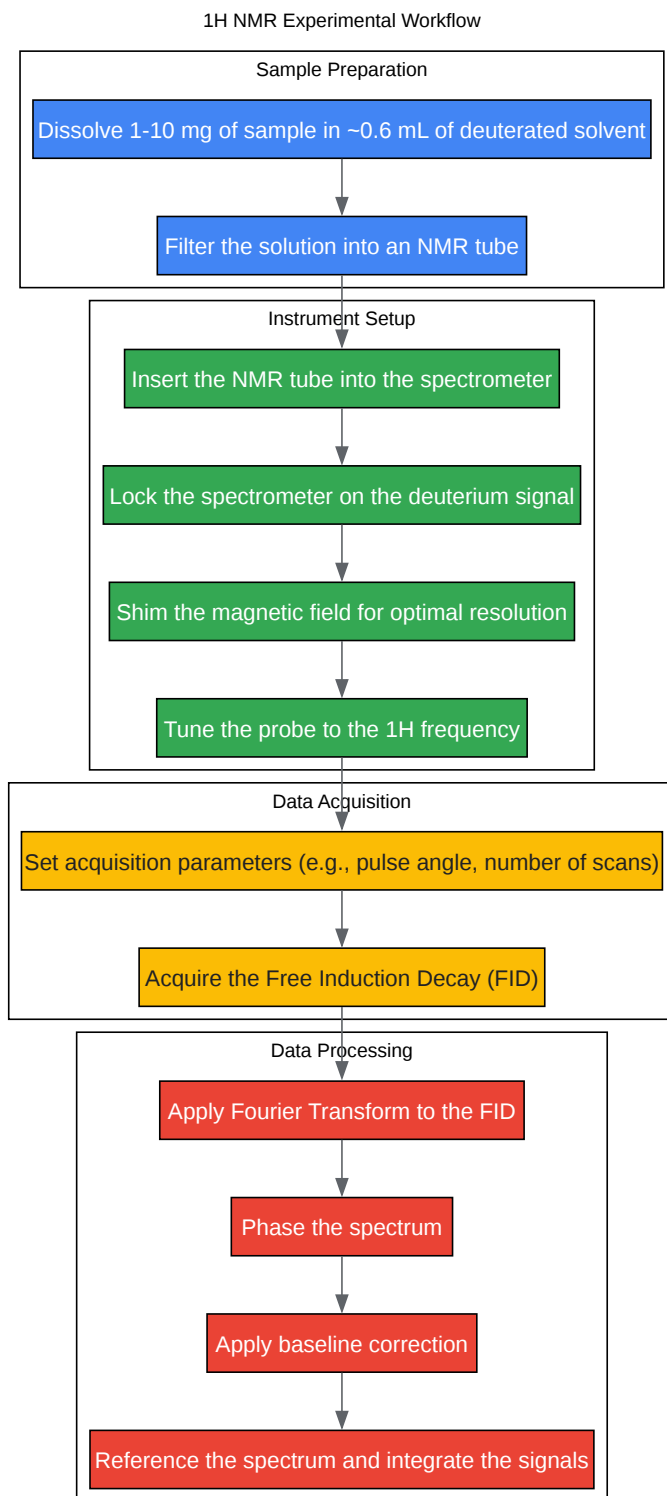 1H NMR Experimental Workflow
Sample Preparation
Dissolve 1-10 mg of sample in ~0.6 mL of deuterated solvent
Filter the solution into an NMR tube
Instrument Setup
Insert the NMR tube into the spectrometer
Lock the spectrometer on the deuterium signal
Shim the magnetic field for optimal resolution
Tune the probe to the 1H frequency
Data Acquisition
Set acquisition parameters (e.g., pulse angle, number of scans)
Acquire the Free Induction Decay (FID)
Data Processing
Apply Fourier Transform to the FID
Phase the spectrum
Apply baseline correction
Reference the spectrum and integrate the signals